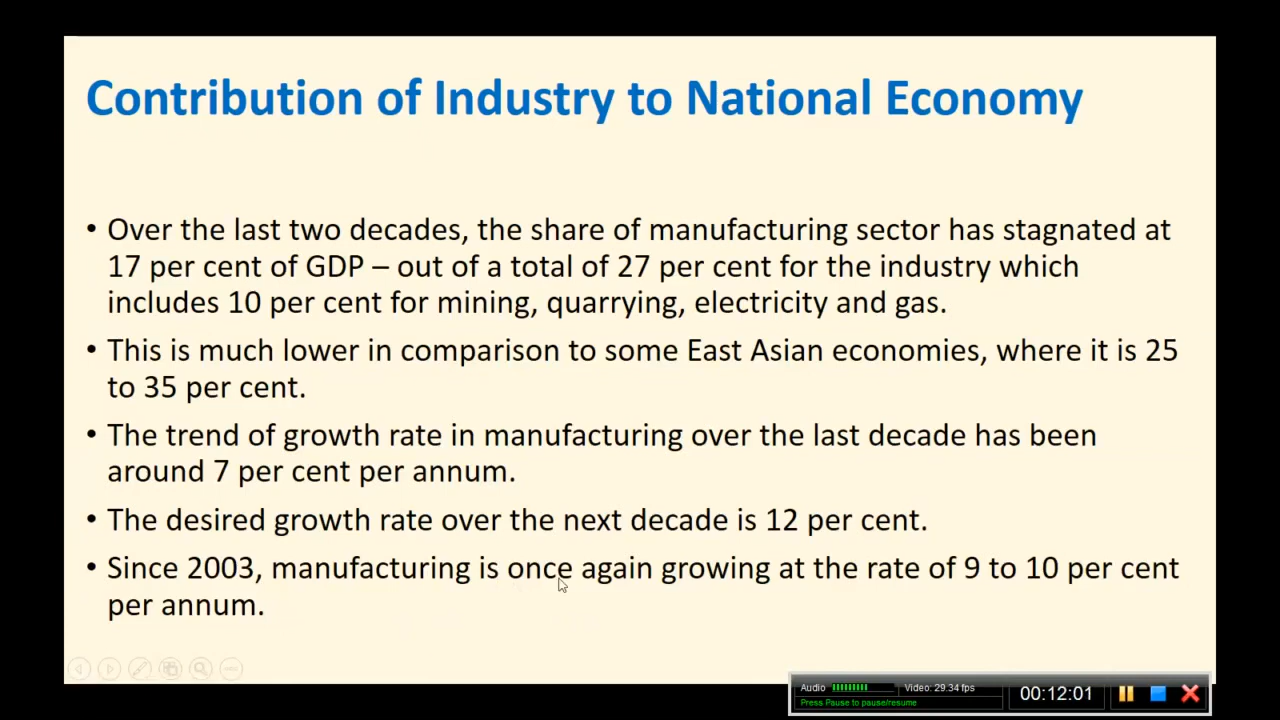 Contribution of Industry to National Economy
• Over the last two decades, the share of manufacturing sector has stagnated at
17 per cent of GDP – out of a total of 27 per cent for the industry which
includes 10 per cent for mining, quarrying, electricity and gas.
• This is much lower in comparison to some East Asian economies, where it is 25
to 35 per cent.
• The trend of growth rate in manufacturing over the last decade has been
around 7 per cent per annum.
• The desired growth rate over the next decade is 12 per cent.
• Since 2003, manufacturing is once again growing at the rate of 9 to 10 per cent
per annum.
Audio Video: 29.34 fps
Press Pause to pause/resume
00:12:01